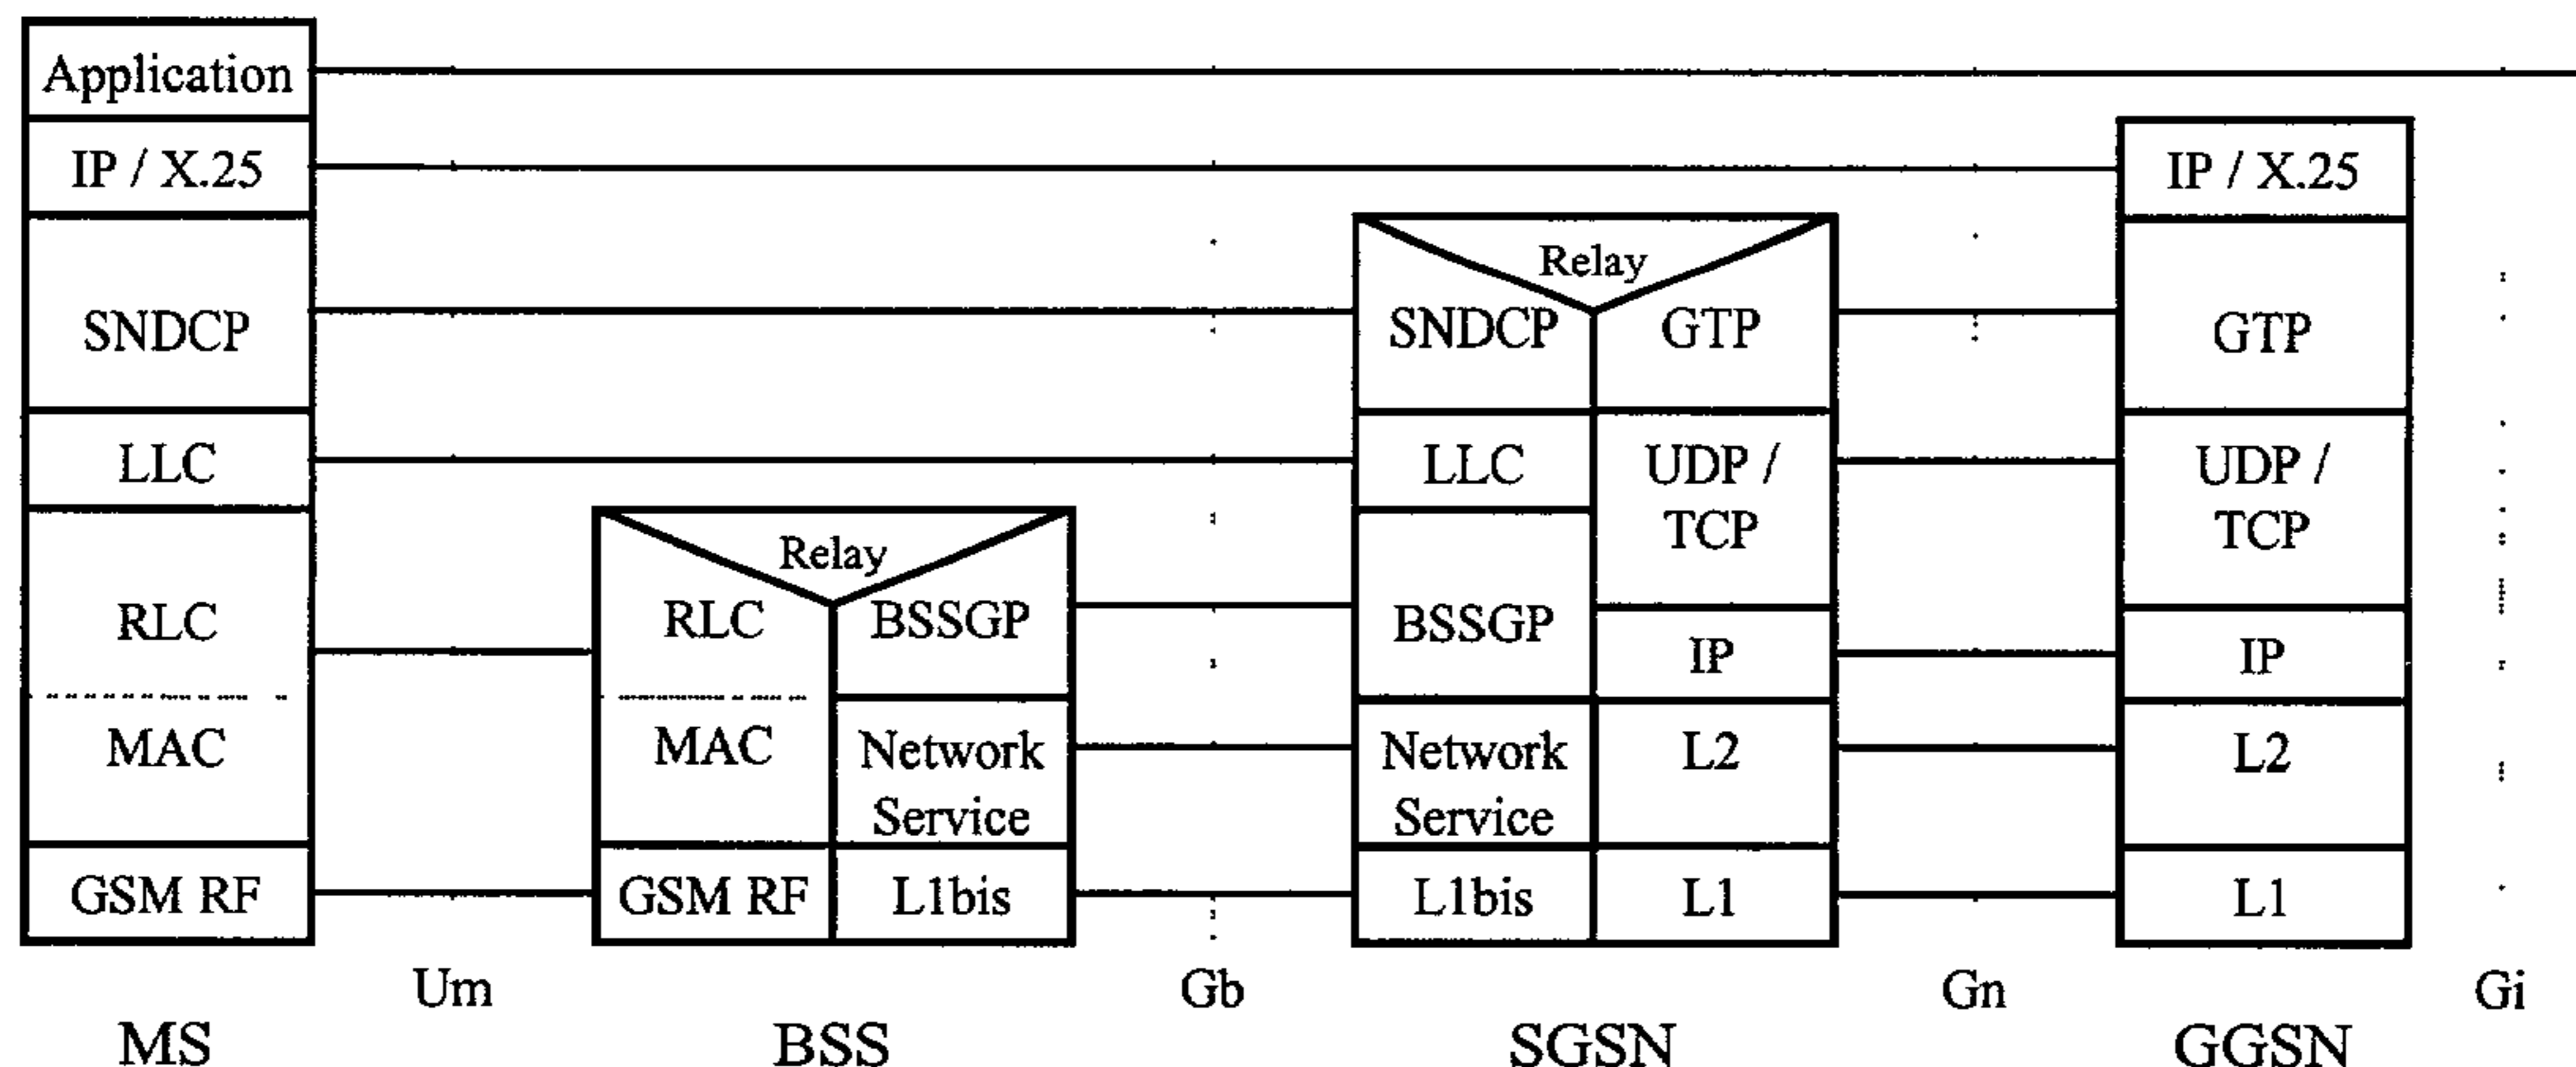 Application
IP / X.25
SNDCP
LLC
RLC
MAC
GSM RF
Relay
RLC
BSSGP
MAC
Network
Service
GSM RF
L1bis
Relay
SNDCP
GTP
LLC
UDP /
TCP
BSSGP
IP
Network
Service
L2
L1bis
L1
IP / X.25
GTP
UDP /
TCP
IP
L2
L1
Um
Gb
Gn
Gi
MS
BSS
SGSN
GGSN